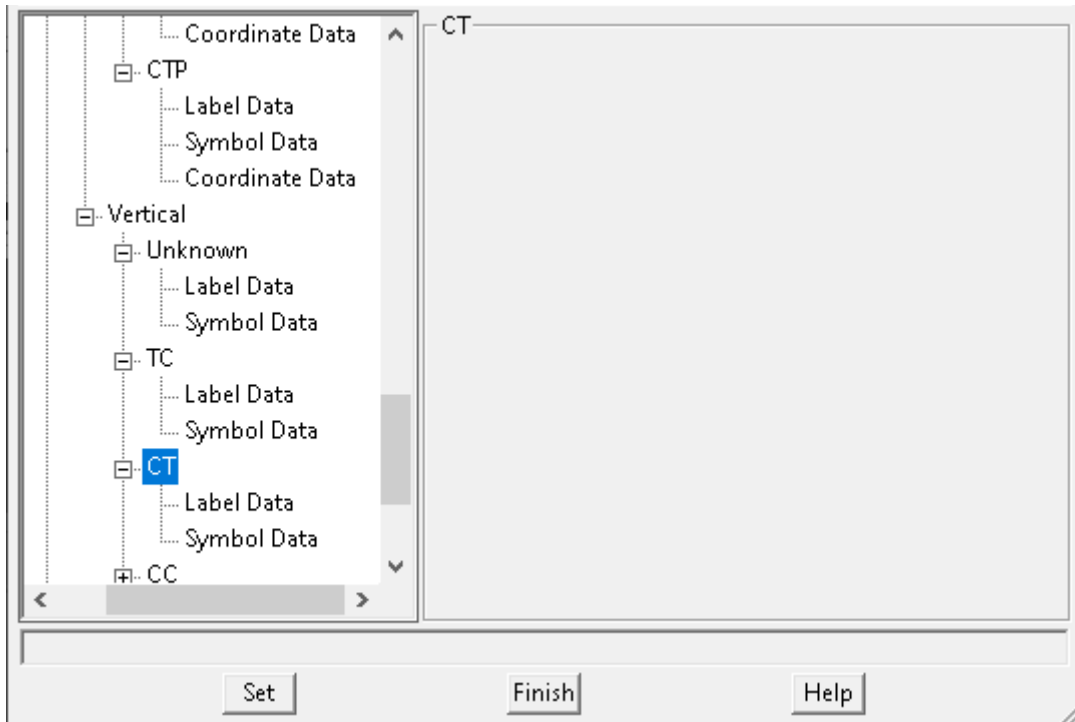 Coordinate Data
CTP
Label Data
Symbol Data
Coordinate Data
Vertical
Unknown
Label Data
Symbol Data
TC
Label Data
Symbol Data
CT
Label Data
Symbol Data
CC
CT
Set Finish Help